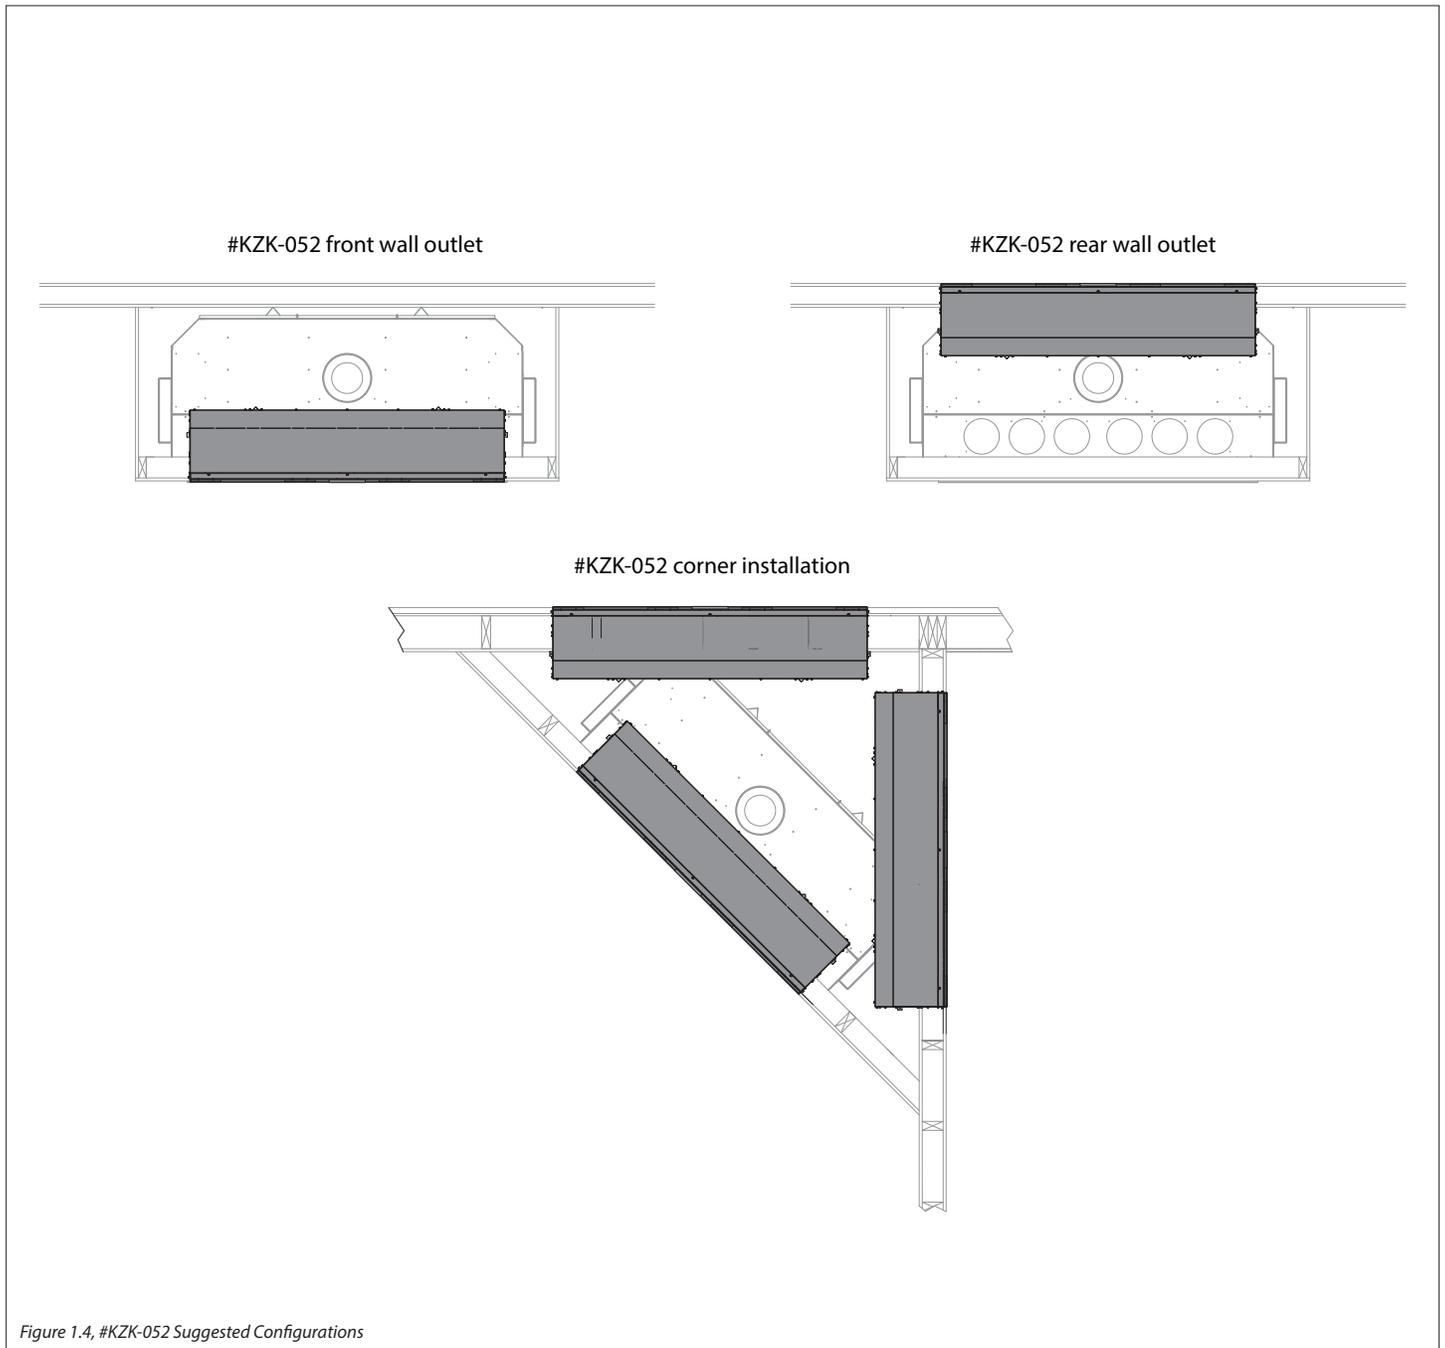 #KZK-052 front wall outlet
#KZK-052 rear wall outlet
#KZK-052 corner installation
Figure 1.4, #KZK-052 Suggested Configurations